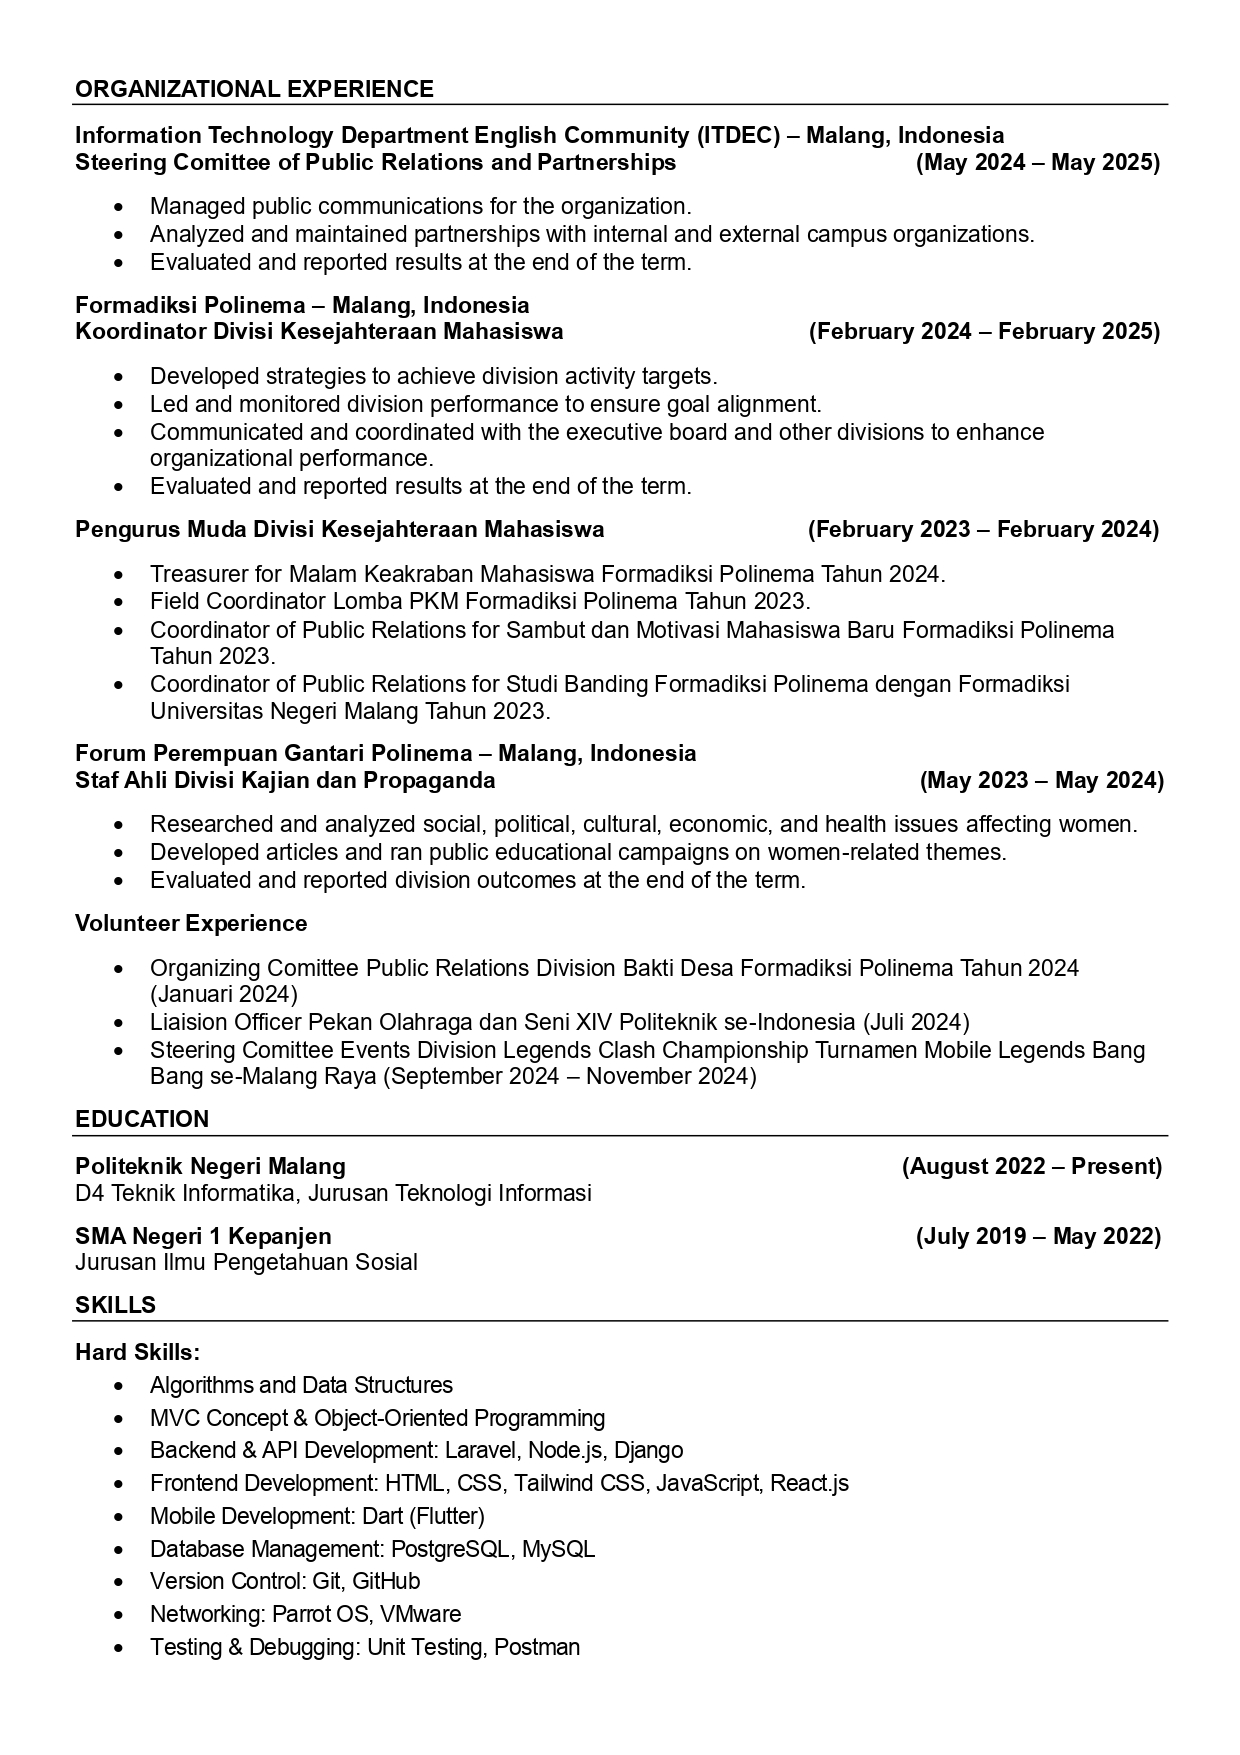 ORGANIZATIONAL EXPERIENCE
Information Technology Department English Community (ITDEC) – Malang, Indonesia
Steering Comittee of Public Relations and Partnerships (May 2024 – May 2025)
• Managed public communications for the organization.
• Analyzed and maintained partnerships with internal and external campus organizations.
• Evaluated and reported results at the end of the term.
Formadiksi Polinema – Malang, Indonesia
Koordinator Divisi Kesejahteraan Mahasiswa (February 2024 – February 2025)
• Developed strategies to achieve division activity targets.
• Led and monitored division performance to ensure goal alignment.
• Communicated and coordinated with the executive board and other divisions to enhance
organizational performance.
• Evaluated and reported results at the end of the term.
Pengurus Muda Divisi Kesejahteraan Mahasiswa (February 2023 – February 2024)
• Treasurer for Malam Keakraban Mahasiswa Formadiksi Polinema Tahun 2024.
• Field Coordinator Lomba PKM Formadiksi Polinema Tahun 2023.
• Coordinator of Public Relations for Sambut dan Motivasi Mahasiswa Baru Formadiksi Polinema
Tahun 2023.
• Coordinator of Public Relations for Studi Banding Formadiksi Polinema dengan Formadiksi
Universitas Negeri Malang Tahun 2023.
Forum Perempuan Gantari Polinema – Malang, Indonesia
Staf Ahli Divisi Kajian dan Propaganda (May 2023 – May 2024)
• Researched and analyzed social, political, cultural, economic, and health issues affecting women.
• Developed articles and ran public educational campaigns on women-related themes.
• Evaluated and reported division outcomes at the end of the term.
Volunteer Experience
• Organizing Comittee Public Relations Division Bakti Desa Formadiksi Polinema Tahun 2024
(Januari 2024)
• Liaision Officer Pekan Olahraga dan Seni XIV Politeknik se-Indonesia (Juli 2024)
• Steering Comittee Events Division Legends Clash Championship Turnamen Mobile Legends Bang
Bang se-Malang Raya (September 2024 – November 2024)
EDUCATION
Politeknik Negeri Malang (August 2022 – Present)
D4 Teknik Informatika, Jurusan Teknologi Informasi
SMA Negeri 1 Kepanjen (July 2019 – May 2022)
Jurusan Ilmu Pengetahuan Sosial
SKILLS
Hard Skills:
• Algorithms and Data Structures
• MVC Concept & Object-Oriented Programming
• Backend & API Development: Laravel, Node.js, Django
• Frontend Development: HTML, CSS, Tailwind CSS, JavaScript, React.js
• Mobile Development: Dart (Flutter)
• Database Management: PostgreSQL, MySQL
• Version Control: Git, GitHub
• Networking: Parrot OS, VMware
• Testing & Debugging: Unit Testing, Postman